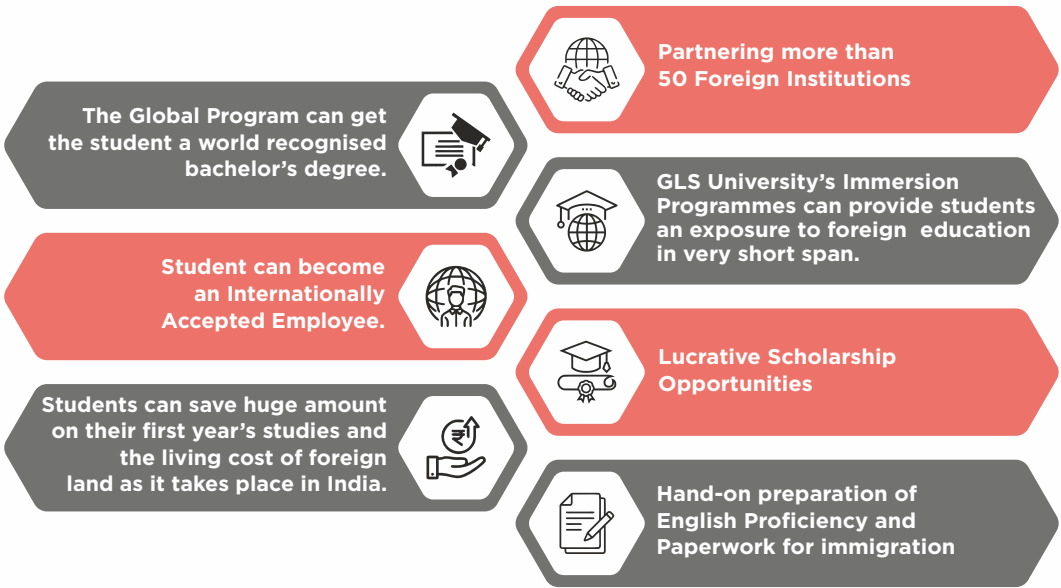 Partnering more than
50 Foreign Institutions
The Global Program can get
the student a world recognised
bachelor's degree.
GLS University's Immersion
Programmes can provide students
an exposure to foreign  education
in very short span.
Student can become
an Internationally
Accepted Employee.
Lucrative Scholarship
Opportunities
Students can save huge amount
on their first year's studies and
the living cost of foreign
land as it takes place in India.
₹
Hand-on preparation of
English Proficiency and
Paperwork for immigration